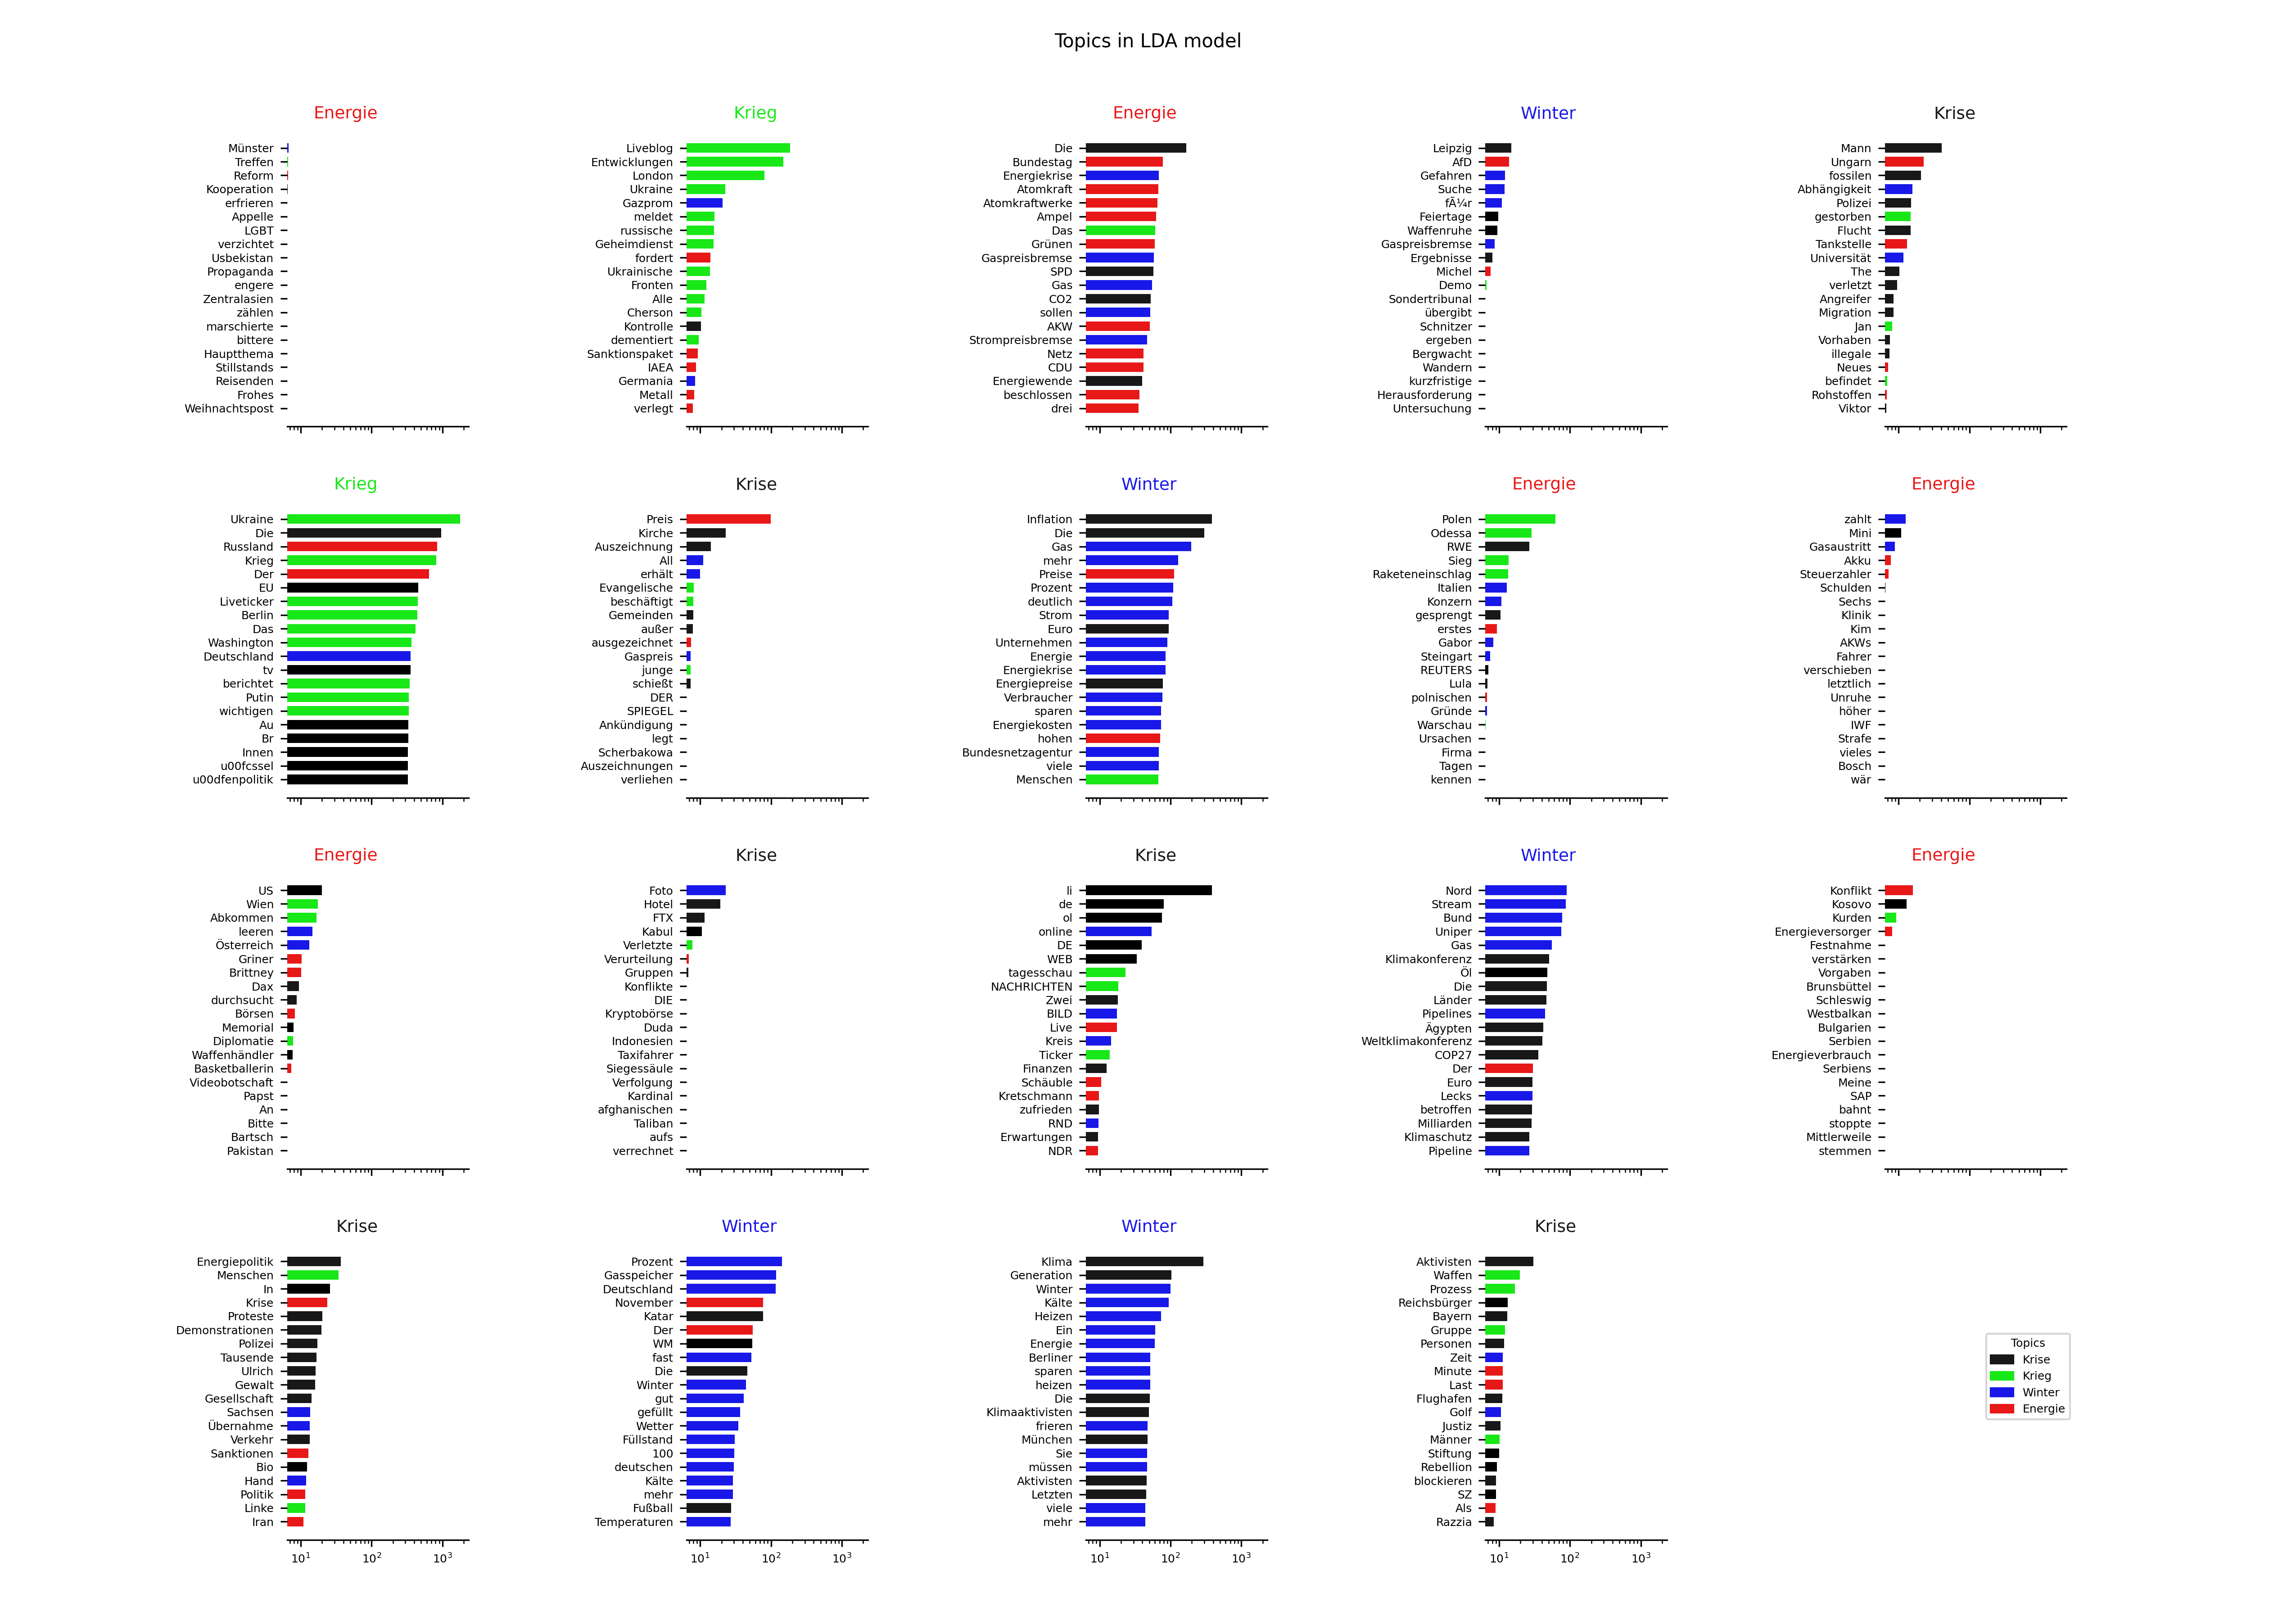 Topics in LDA model
Energie
Münster
Treffen
Reform
Kooperation
erfrieren
Appelle
LGBT
verzichtet
Usbekistan
Propaganda
engere
Zentralasien
zählen
marschierte
bittere
Hauptthema
Stillstands
Reisenden
Frohes
Weihnachtspost
Krieg
Liveblog
Entwicklungen
London
Ukraine
Gazprom
meldet
russische
Geheimdienst
fordert
Ukrainische
Fronten
Alle
Cherson
Kontrolle
dementiert
Sanktionspaket
IAEA
Germania
Metall
verlegt
Energie
Die
Bundestag
Energiekrise
Atomkraft
Atomkraftwerke
Ampel
Das
Grünen
Gaspreisbremse
SPD
Gas
CO2
sollen
AKW
Strompreisbremse
Netz
CDU
Energiewende
beschlossen
drei
Winter
Leipzig
AfD
Gefahren
Suche
fÃ¼r
Feiertage
Waffenruhe
Gaspreisbremse
Ergebnisse
Michel
Demo
Sondertribunal
übergibt
Schnitzer
ergeben
Bergwacht
Wandern
kurzfristige
Herausforderung
Untersuchung
Krise
Mann
Ungarn
fossilen
Abhängigkeit
Polizei
gestorben
Flucht
Tankstelle
Universität
The
verletzt
Angreifer
Migration
Jan
Vorhaben
illegale
Neues
befindet
Rohstoffen
Viktor
Krieg
Ukraine
Die
Russland
Krieg
Der
EU
Liveticker
Berlin
Das
Washington
Deutschland
tv
berichtet
Putin
wichtigen
Au
Br
Innen
u00fcssel
u00dfenpolitik
Krise
Preis
Kirche
Auszeichnung
All
erhält
Evangelische
beschäftigt
Gemeinden
außer
ausgezeichnet
Gaspreis
junge
schießt
DER
SPIEGEL
Ankündigung
legt
Scherbakowa
Auszeichnungen
verliehen
Winter
Inflation
Die
Gas
mehr
Preise
Prozent
deutlich
Strom
Euro
Unternehmen
Energie
Energiekrise
Energiepreise
Verbraucher
sparen
Energiekosten
hohen
Bundesnetzagentur
viele
Menschen
Energie
Polen
Odessa
RWE
Sieg
Raketeneinschlag
Italien
Konzern
gesprengt
erstes
Gabor
Steingart
REUTERS
Lula
polnischen
Gründe
Warschau
Ursachen
Firma
Tagen
kennen
Energie
zahlt
Mini
Gasaustritt
Akku
Steuerzahler
Schulden
Sechs
Klinik
Kim
AKWs
Fahrer
verschieben
letztlich
Unruhe
höher
IWF
Strafe
vieles
Bosch
wär
Energie
US
Wien
Abkommen
leeren
Österreich
Griner
Brittney
Dax
durchsucht
Börsen
Memorial
Diplomatie
Waffenhändler
Basketballerin
Videobotschaft
Papst
An
Bitte
Bartsch
Pakistan
Krise
Foto
Hotel
FTX
Kabul
Verletzte
Verurteilung
Gruppen
Konflikte
DIE
Kryptobörse
Duda
Indonesien
Taxifahrer
Siegessäule
Verfolgung
Kardinal
afghanischen
Taliban
aufs
verrechnet
Krise
li
de
ol
online
DE
WEB
tagesschau
NACHRICHTEN
Zwei
BILD
Live
Kreis
Ticker
Finanzen
Schäuble
Kretschmann
zufrieden
RND
Erwartungen
NDR
Winter
Nord
Stream
Bund
Uniper
Gas
Klimakonferenz
Öl
Die
Länder
Pipelines
Ägypten
Weltklimakonferenz
COP27
Der
Euro
Lecks
betroffen
Milliarden
Klimaschutz
Pipeline
Energie
Konflikt
Kosovo
Kurden
Energieversorger
Festnahme
verstärken
Vorgaben
Brunsbüttel
Schleswig
Westbalkan
Bulgarien
Serbien
Energieverbrauch
Serbiens
Meine
SAP
bahnt
stoppte
Mittlerweile
stemmen
Krise
Energiepolitik
Menschen
In
Krise
Proteste
Demonstrationen
Polizei
Tausende
Ulrich
Gewalt
Gesellschaft
Sachsen
Übernahme
Verkehr
Sanktionen
Bio
Hand
Politik
Linke
Iran
10¹ 10² 10³
Winter
Prozent
Gasspeicher
Deutschland
November
Katar
Der
WM
fast
Die
Winter
gut
gefüllt
Wetter
Füllstand
100
deutschen
Kälte
mehr
Fußball
Temperaturen
10¹ 10² 10³
Winter
Klima
Generation
Winter
Kälte
Heizen
Ein
Energie
Berliner
sparen
heizen
Die
Klimaaktivisten
frieren
München
Sie
müssen
Aktivisten
Letzten
viele
mehr
10¹ 10² 10³
Krise
Aktivisten
Waffen
Prozess
Reichsbürger
Bayern
Gruppe
Personen
Zeit
Minute
Last
Flughafen
Golf
Justiz
Männer
Stiftung
Rebellion
blockieren
SZ
Als
Razzia
10¹ 10² 10³
Topics
Krise
Krieg
Winter
Energie